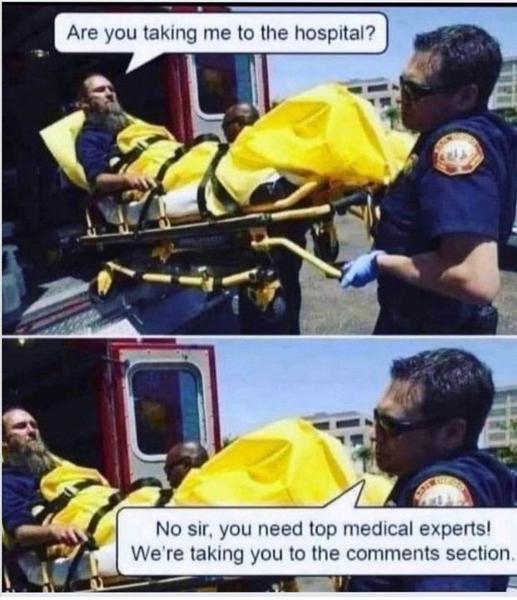 Are you taking me to the hospital?
No sir, you need top medical experts!
We're taking you to the comments section.